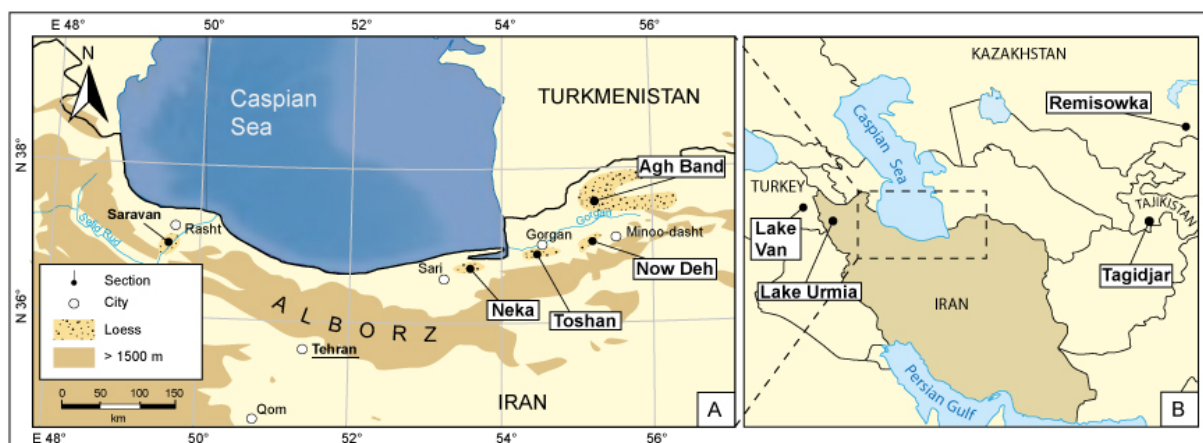 E 48°
50°
52°
54°
56°
N
Caspian
Sea
TURKMENISTAN
N 38°
Agh Band
Saravan
Sefid Rud
Rasht
Gorgan
Gorgan
Minoo-dasht
Sari
Now Deh
Neka
Toshan
N 36°
ALBORZ
Section
City
Loess
> 1500 m
0 50 100 150
km
Tehran
Qom
IRAN
A
E 48°
50°
52°
54°
56°
KAZAKHSTAN
Remisowka
Caspian Sea
TURKEY
TAJIKISTAN
Lake
Van
Lake Urmia
Tagidjar
IRAN
Persian Gulf
B